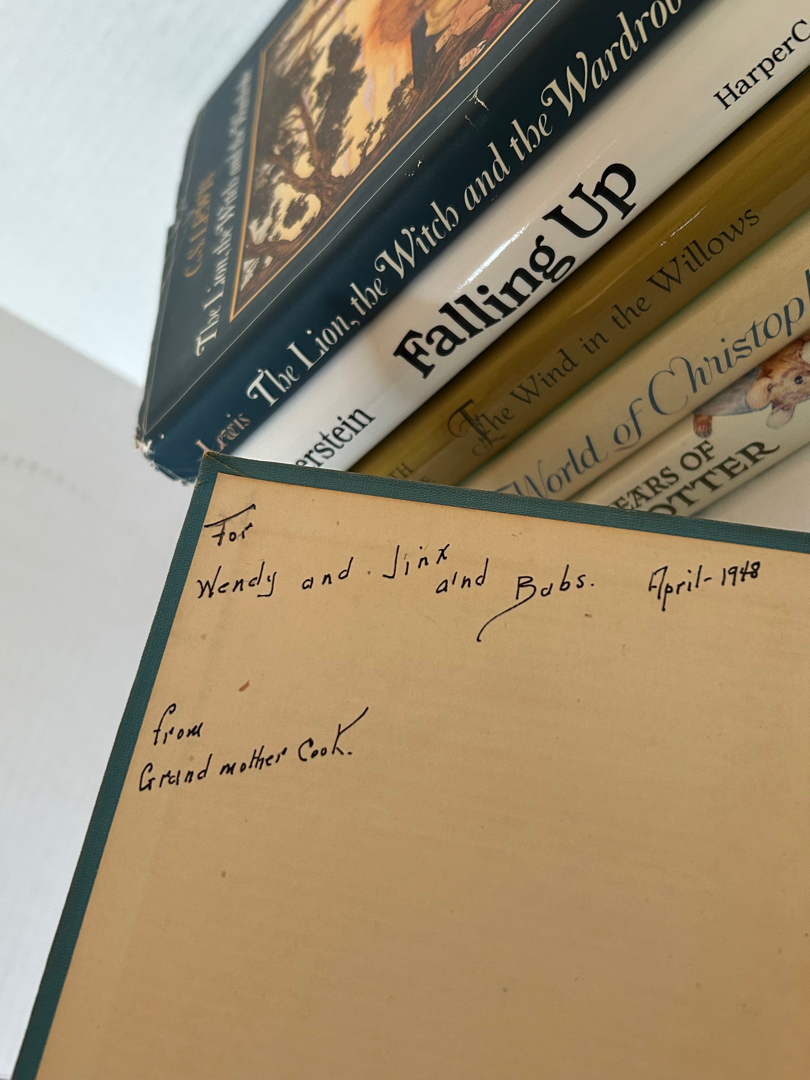 C.S. LEWIS
The Lion, the Witch and the Wardrobe
Lewis The Lion, the Witch and the Wardrob
erstein Falling Up HarperC
The Wind in the Willows
World of Christoph
EARS OF
OTTER
For
Wendy and Jinx
and Babs. April-1948
from
Grand mother Cook.